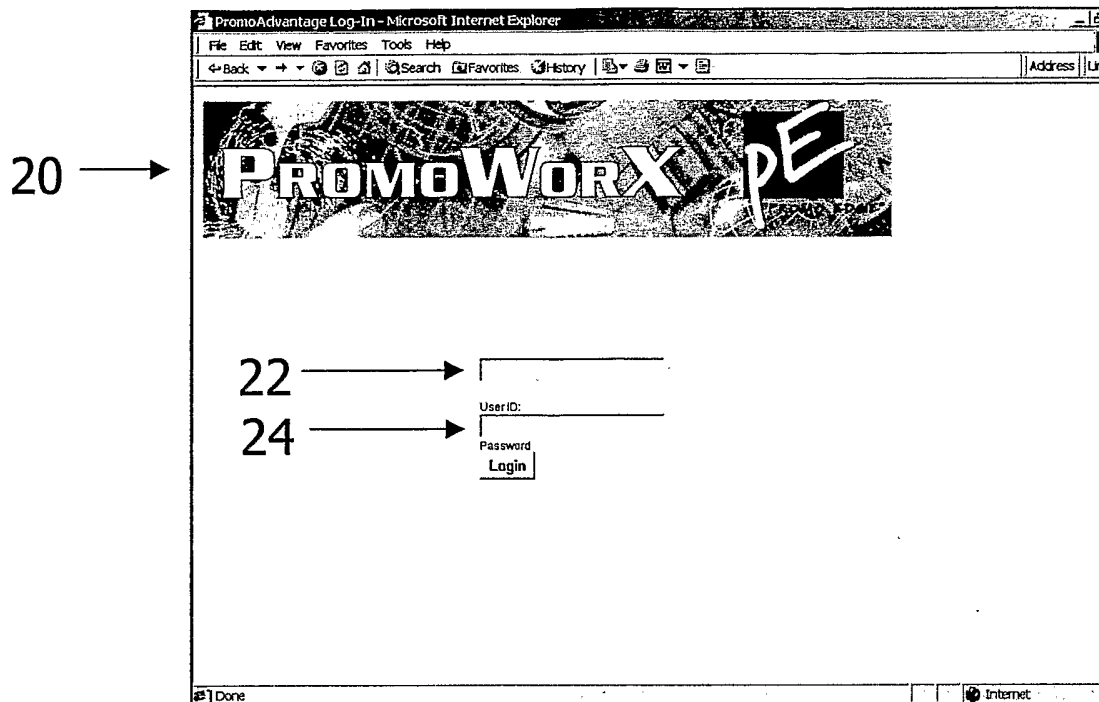 PromoAdvantage Log-In - Microsoft Internet Explorer
File Edit View Favorites Tools Help
Back Search Favorites History Address
20
PROMOWORX pE
22
UserID:
24
Password
Login
Done Internet